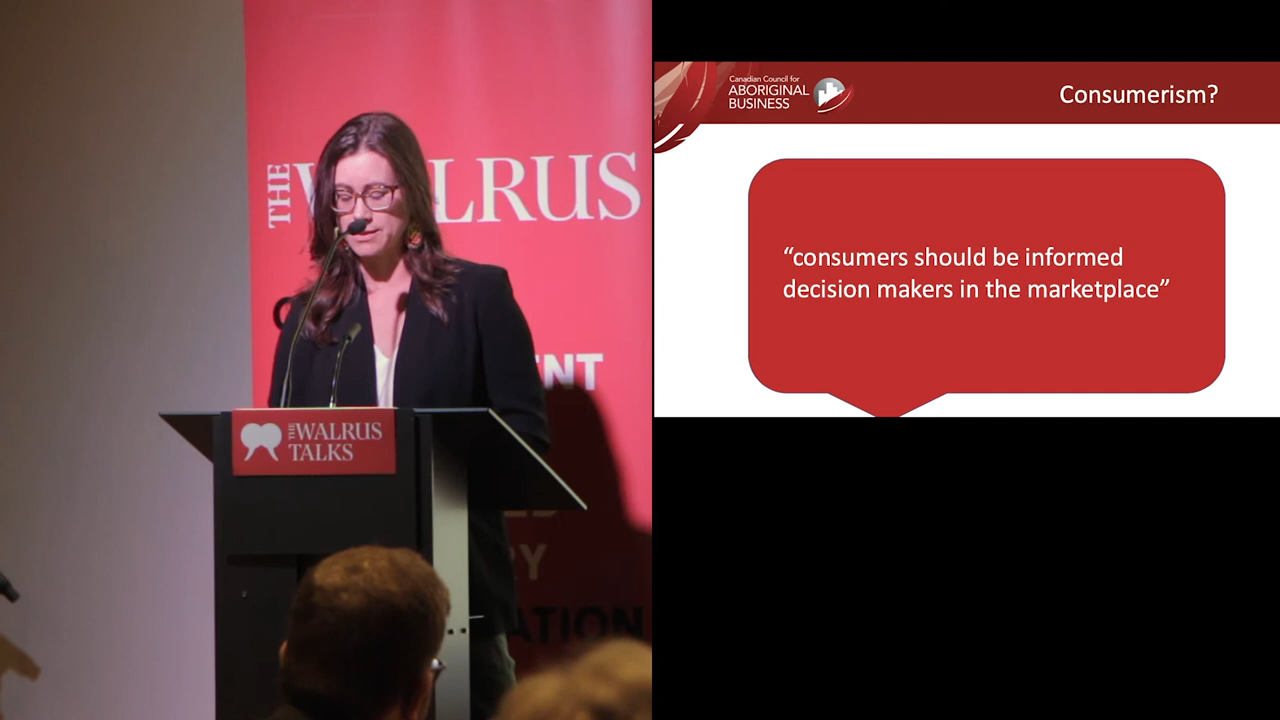 THE
WALRUS
ENT
THE WALRUS
TALKS
ATION
Canadian Council for
ABORIGINAL
BUSINESS
Consumerism?
“consumers should be informed
decision makers in the marketplace”